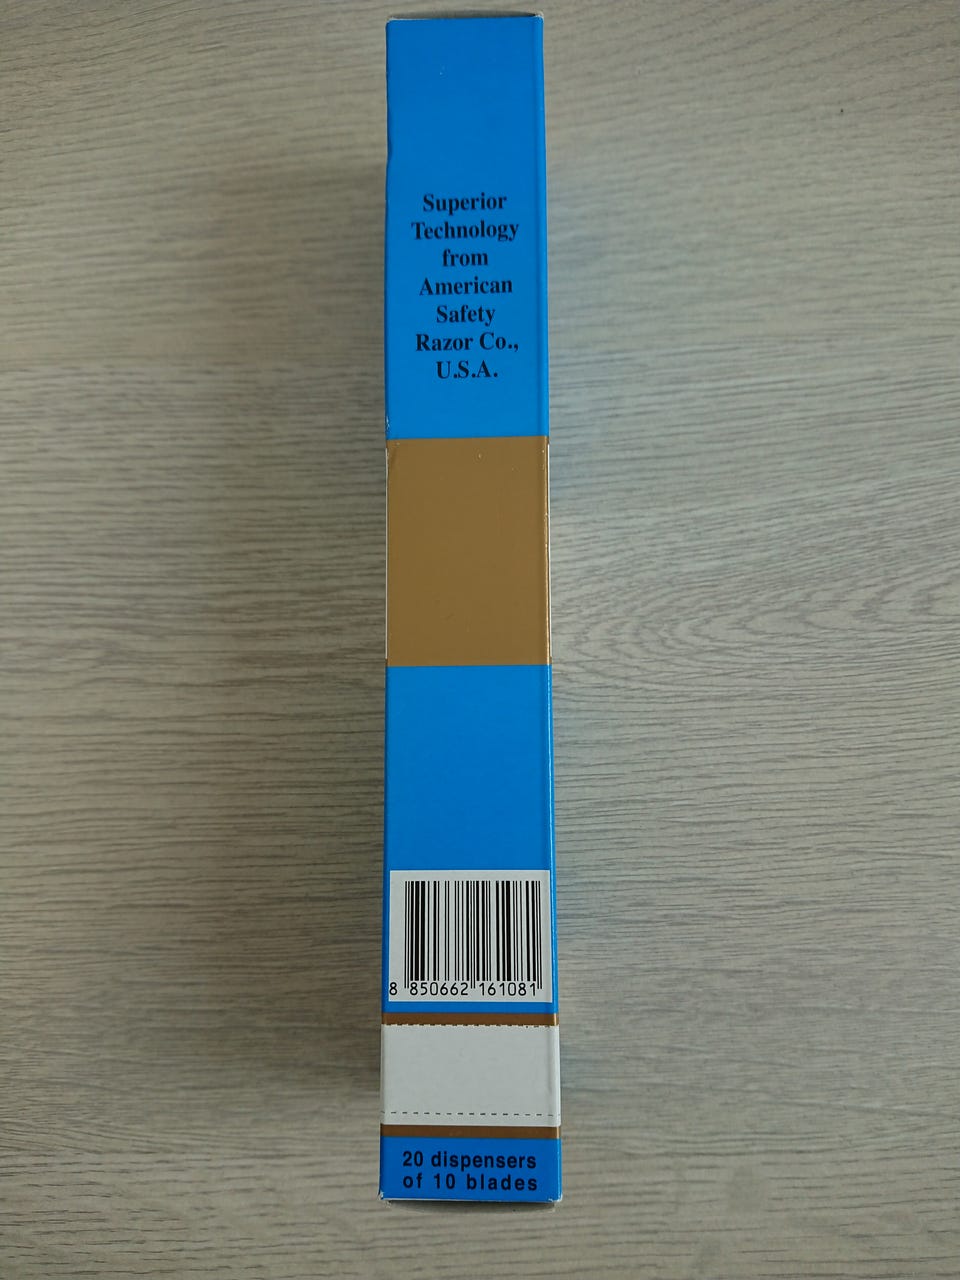 Superior
Technology
from
American
Safety
Razor Co.,
U.S.A.
8 850662 161081
20 dispensers
of 10 blades